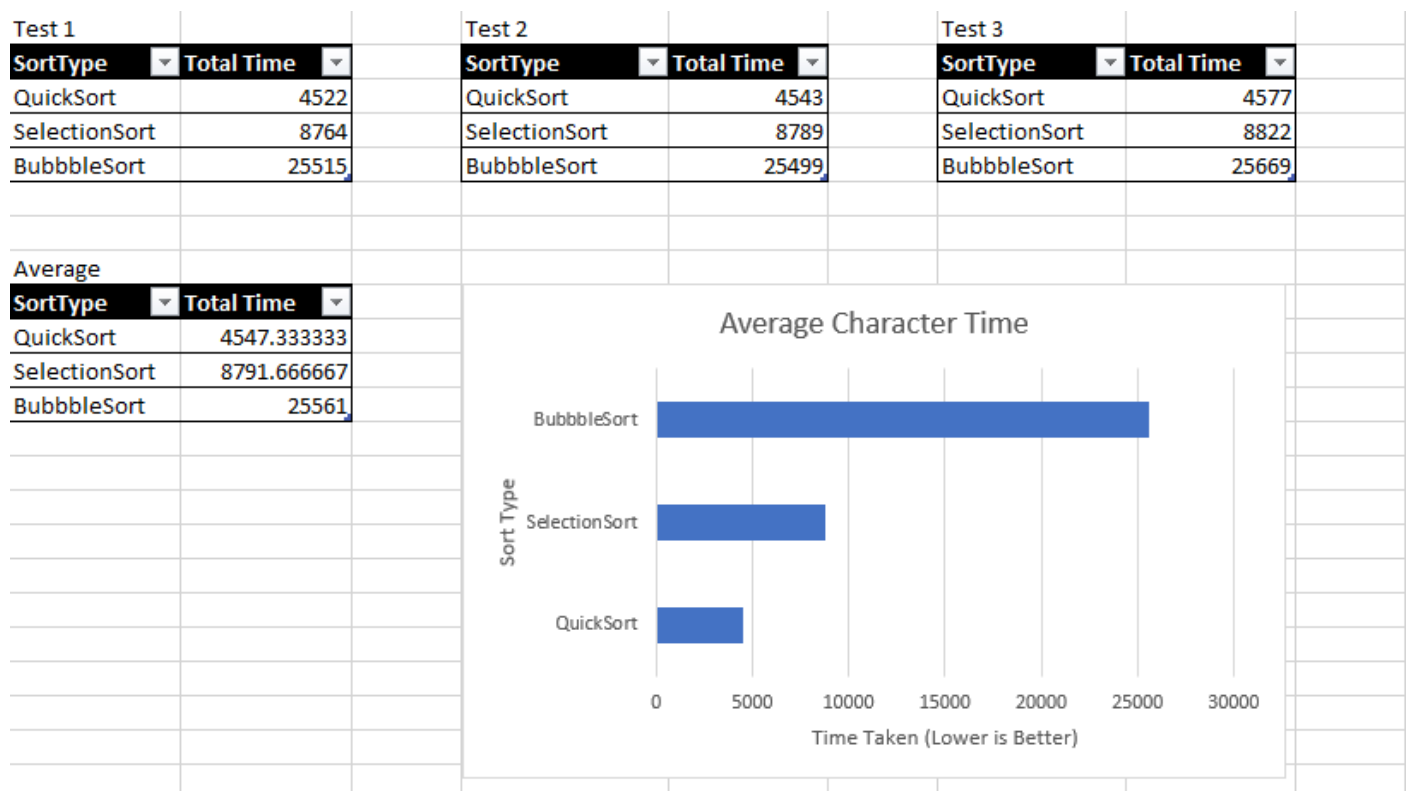 Test 1 Test 2 Test 3
SortType Total Time SortType Total Time SortType Total Time
QuickSort 4522 QuickSort 4543 QuickSort 4577
SelectionSort 8764 SelectionSort 8789 SelectionSort 8822
BubbbleSort 25515 BubbbleSort 25499 BubbbleSort 25669
Average
SortType Total Time
QuickSort 4547.333333
SelectionSort 8791.666667
BubbbleSort 25561
Average Character Time
Sort Type
BubbbleSort
SelectionSort
QuickSort
0 5000 10000 15000 20000 25000 30000
Time Taken (Lower is Better)